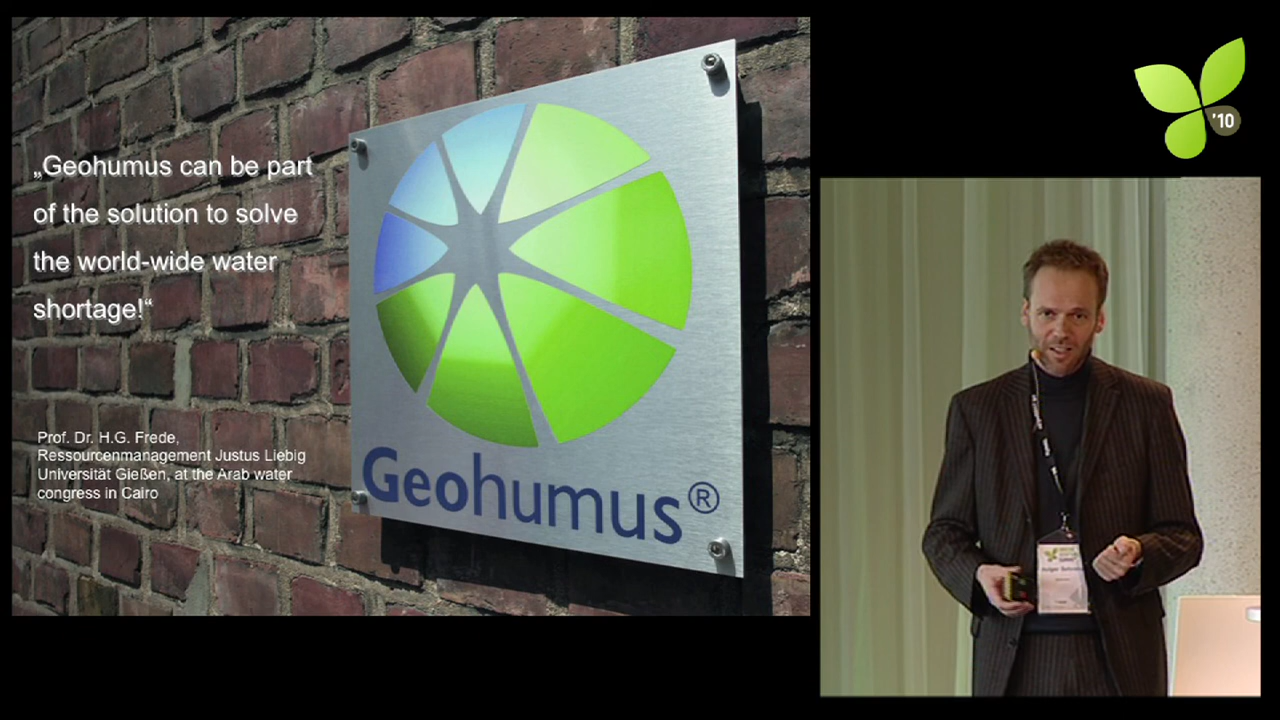 „Geohumus can be part
of the solution to solve
the world-wide water
shortage!“
Prof. Dr. H.G. Frede,
Ressourcenmanagement Justus Liebig
Universität Gießen, at the Arab water
congress in Cairo
Geohumus®
'10